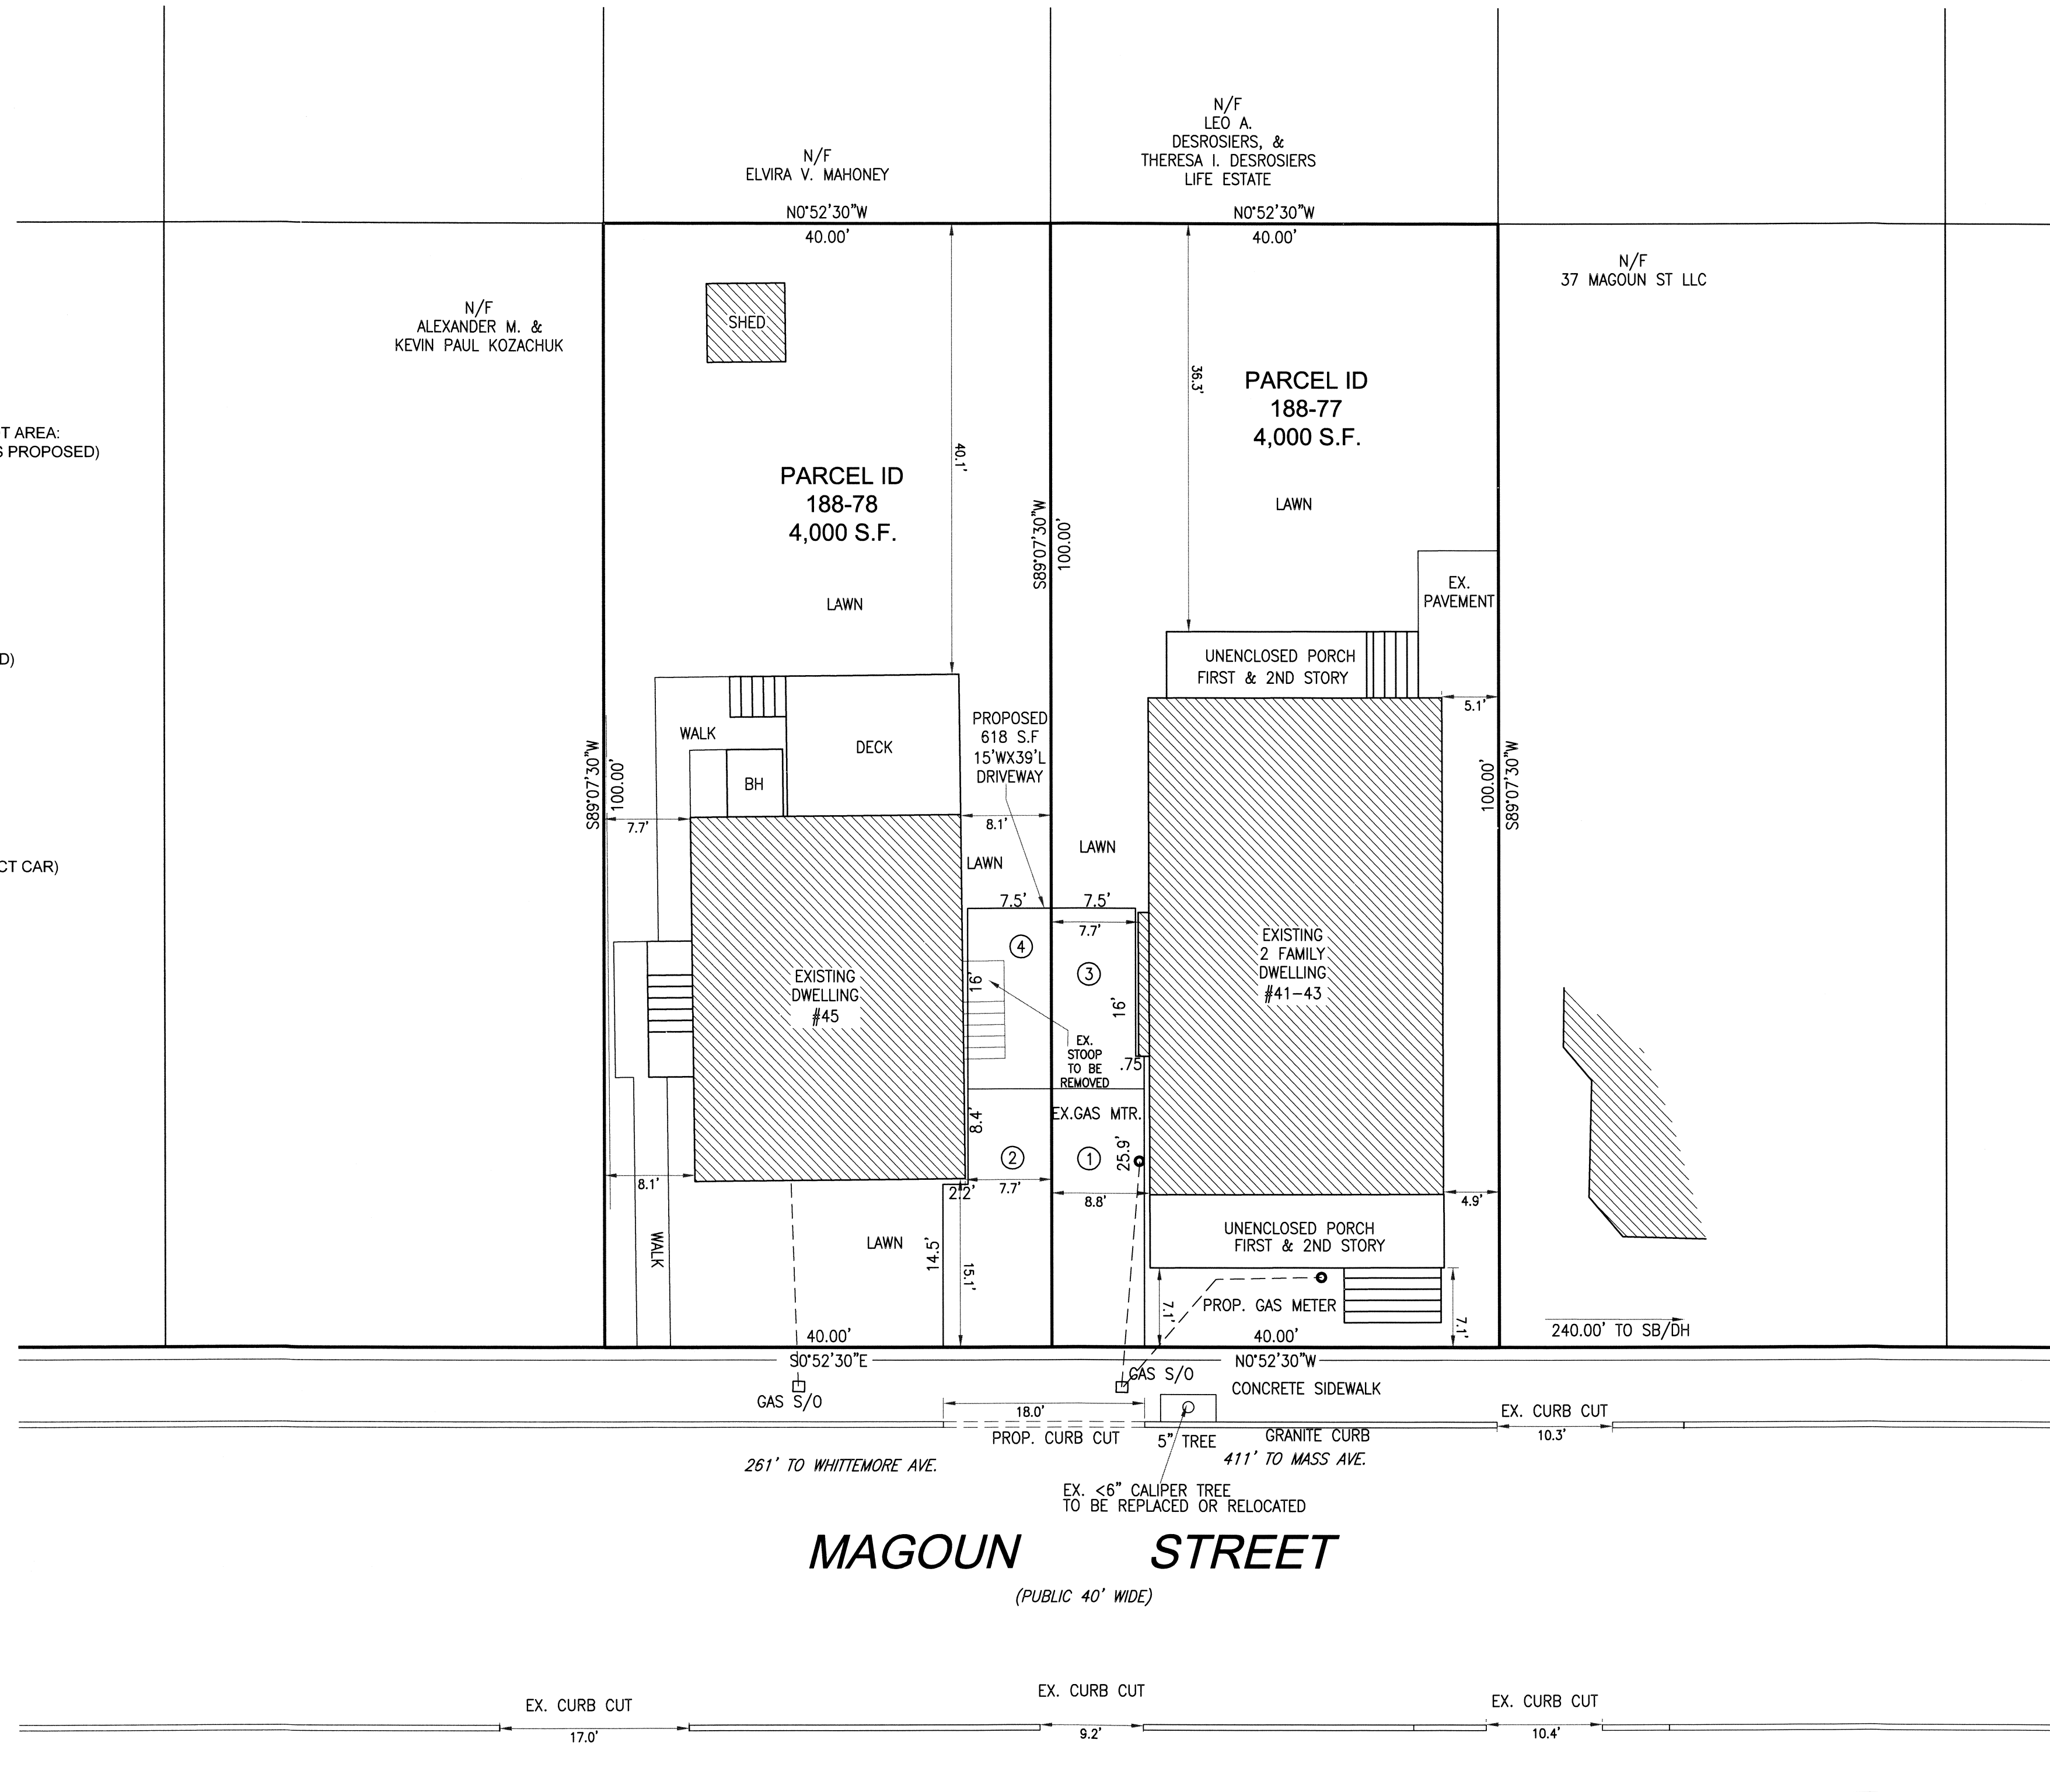 N/F
ELVIRA V. MAHONEY
N/F
LEO A.
DESROSIERS, &
THERESA I. DESROSIERS
LIFE ESTATE
N0°52'30"W
40.00'
N0°52'30"W
40.00'
N/F
37 MAGOUN ST LLC
N/F
ALEXANDER M. &
KEVIN PAUL KOZACHUK
SHED
36.3'
PARCEL ID
188-77
4,000 S.F.
T AREA:
S PROPOSED)
40.1'
PARCEL ID
188-78
4,000 S.F.
LAWN
S89°07'30"W
100.00'
LAWN
EX.
PAVEMENT
D)
UNENCLOSED PORCH
FIRST & 2ND STORY
5.1'
WALK
DECK
BH
PROPOSED
618 S.F
15'WX39'L
DRIVEWAY
S89°07'30"W
100.00'
100.00'
S89°07'30"W
7.7'
8.1'
LAWN
LAWN
CT CAR)
7.5'
7.5'
7.7'
4
3
16'
16'
EXISTING
DWELLING
#45
EXISTING
2 FAMILY
DWELLING
#41-43
EX.
STOOP
TO BE
REMOVED
.75
8.4'
EX.GAS MTR.
25.9'
2
1
8.1'
2.2'
7.7'
8.8'
4.9'
WALK
LAWN
14.5'
15.1'
UNENCLOSED PORCH
FIRST & 2ND STORY
7.1'
PROP. GAS METER
7.1'
40.00'
40.00'
240.00' TO SB/DH
S0°52'30"E
N0°52'30"W
GAS S/O
GAS S/O
CONCRETE SIDEWALK
18.0'
PROP. CURB CUT
5" TREE
GRANITE CURB
EX. CURB CUT
10.3'
261' TO WHITTEMORE AVE.
411' TO MASS AVE.
EX. <6" CALIPER TREE
TO BE REPLACED OR RELOCATED
MAGOUN STREET
(PUBLIC 40' WIDE)
EX. CURB CUT
17.0'
EX. CURB CUT
9.2'
EX. CURB CUT
10.4'